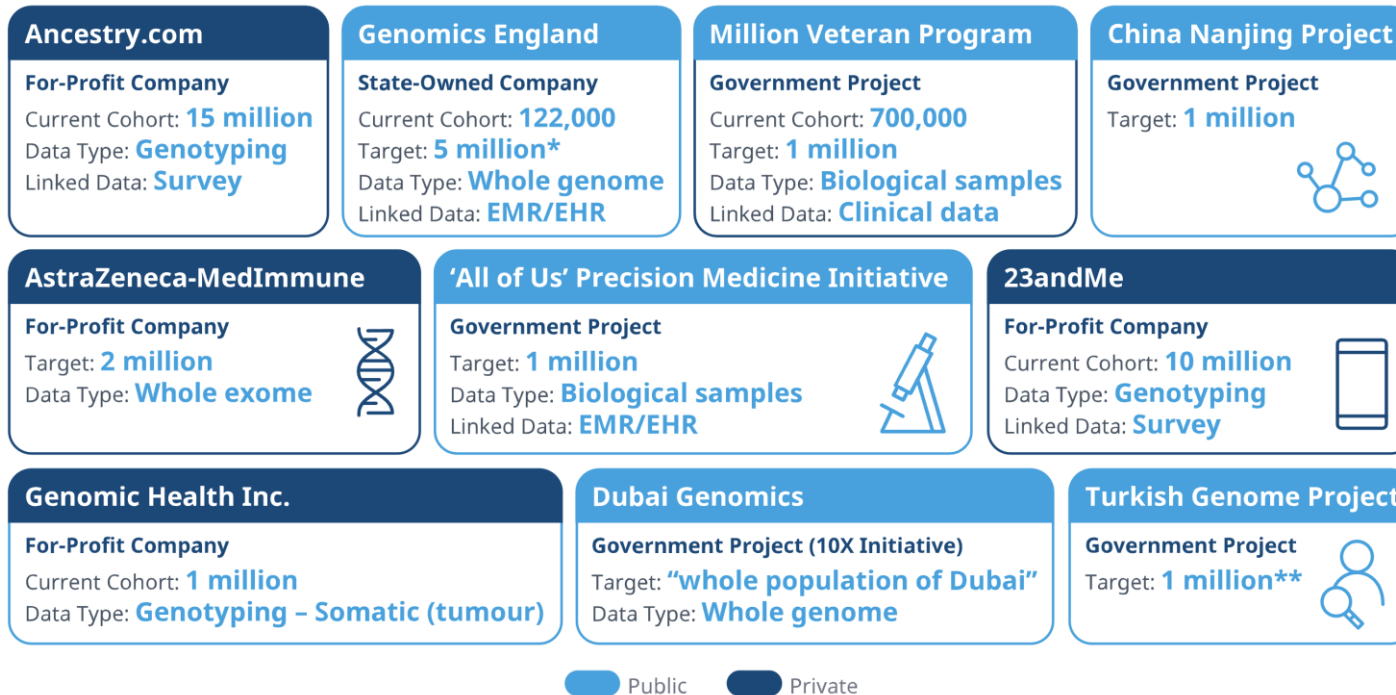 Ancestry.com
For-Profit Company
Current Cohort: 15 million
Data Type: Genotyping
Linked Data: Survey
Genomics England
State-Owned Company
Current Cohort: 122,000
Target: 5 million*
Data Type: Whole genome
Linked Data: EMR/EHR
Million Veteran Program
Government Project
Current Cohort: 700,000
Target: 1 million
Data Type: Biological samples
Linked Data: Clinical data
China Nanjing Project
Government Project
Target: 1 million
AstraZeneca-MedImmune
For-Profit Company
Target: 2 million
Data Type: Whole exome
‘All of Us’ Precision Medicine Initiative
Government Project
Target: 1 million
Data Type: Biological samples
Linked Data: EMR/EHR
23andMe
For-Profit Company
Current Cohort: 10 million
Data Type: Genotyping
Linked Data: Survey
Genomic Health Inc.
For-Profit Company
Current Cohort: 1 million
Data Type: Genotyping – Somatic (tumour)
Dubai Genomics
Government Project (10X Initiative)
Target: “whole population of Dubai”
Data Type: Whole genome
Turkish Genome Project
Government Project
Target: 1 million**
Public
Private